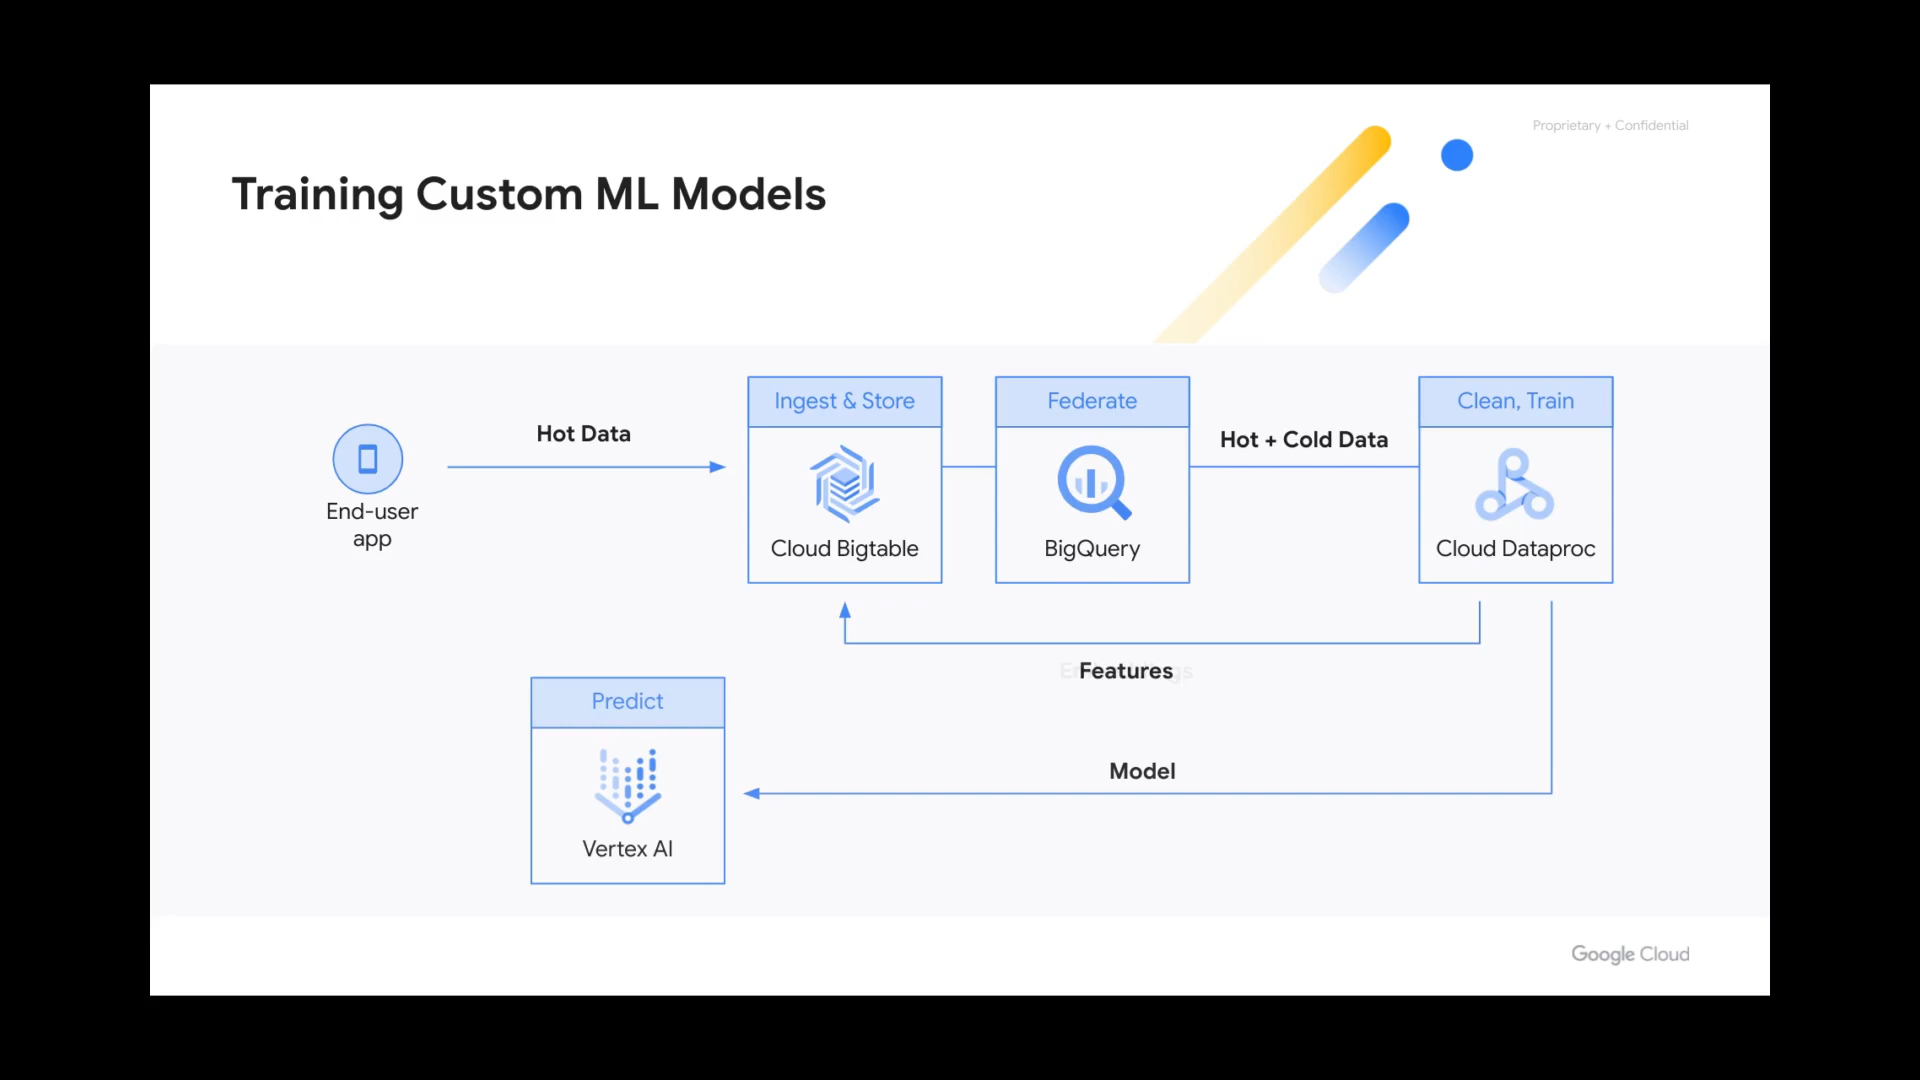 Proprietary + Confidential
Training Custom ML Models
Ingest & Store
Federate
Clean, Train
Hot Data
Hot + Cold Data
End-user
app
Cloud Bigtable
BigQuery
Cloud Dataproc
Features
Predict
Model
Vertex AI
Google Cloud